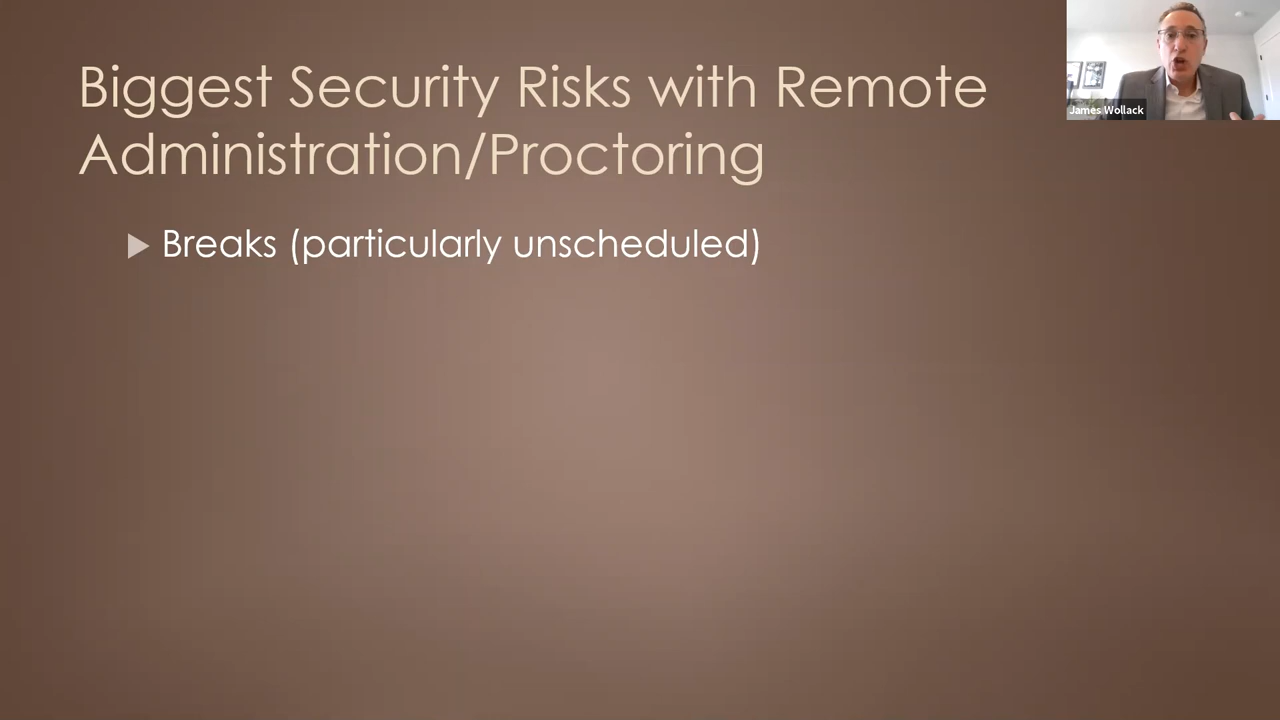 Biggest Security Risks with Remote
Administration/Proctoring
Breaks (particularly unscheduled)
James Wollack